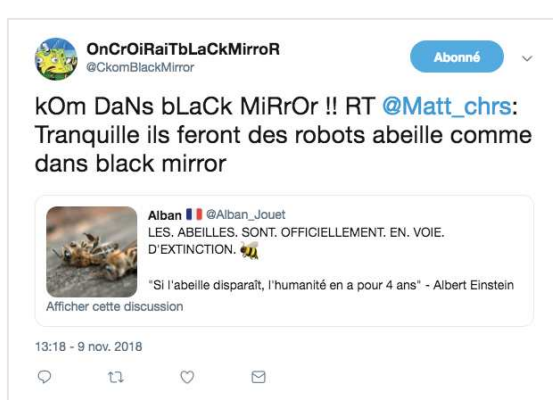 OnCrOiRaiTbLaCkMirroR
@CkomBlackMirror
Abonné
kOm DaNs bLaCk MiRrOr !! RT @Matt_chrs:
Tranquille ils feront des robots abeille comme
dans black mirror
Alban 🇫🇷 @Alban_Jouet
LES. ABEILLES. SONT. OFFICIELLEMENT. EN. VOIE.
D'EXTINCTION. 🐝
"Si l'abeille disparaît, l'humanité en a pour 4 ans" - Albert Einstein
Afficher cette discussion
13:18 - 9 nov. 2018